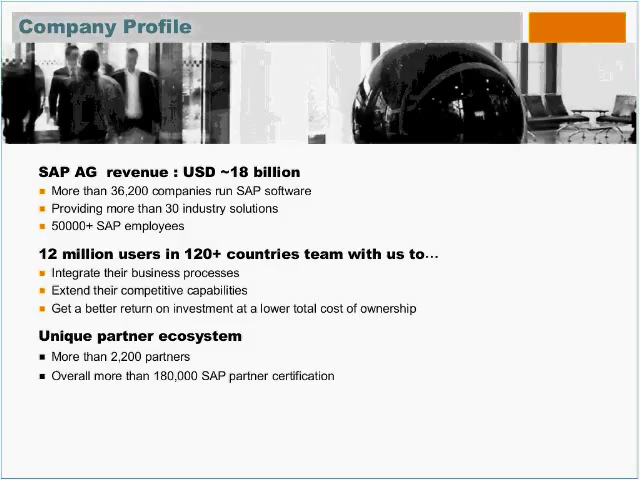 Company Profile
SAP AG revenue : USD ~18 billion
More than 36,200 companies run SAP software
Providing more than 30 industry solutions
50000+ SAP employees
12 million users in 120+ countries team with us to…
Integrate their business processes
Extend their competitive capabilities
Get a better return on investment at a lower total cost of ownership
Unique partner ecosystem
More than 2,200 partners
Overall more than 180,000 SAP partner certification